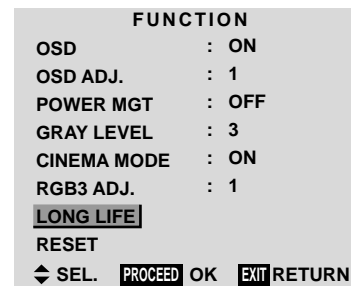 FUNCTION
OSD : ON
OSD ADJ. : 1
POWER MGT : OFF
GRAY LEVEL : 3
CINEMA MODE : ON
RGB3 ADJ. : 1
LONG LIFE
RESET
SEL. PROCEED OK EXIT RETURN